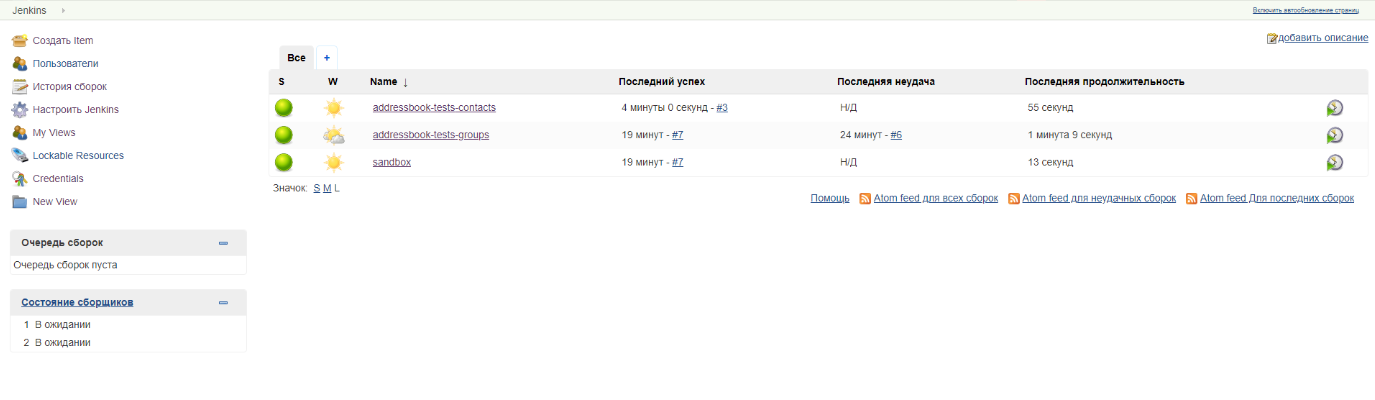 Jenkins
Включить автообновление страниц
Создать Item
Пользователи
История сборок
Настроить Jenkins
My Views
Lockable Resources
Credentials
New View
Очередь сборок
Очередь сборок пуста
Состояние сборщиков
1 В ожидании
2 В ожидании
добавить описание
Все +
S W Name ↓ Последний успех Последняя неудача Последняя продолжительность
addressbook-tests-contacts 4 минуты 0 секунд - #3 Н/Д 55 секунд
addressbook-tests-groups 19 минут - #7 24 минут - #6 1 минута 9 секунд
sandbox 19 минут - #7 Н/Д 13 секунд
Значок: S M L
Помощь Atom feed для всех сборок Atom feed для неудачных сборок Atom feed Для последних сборок